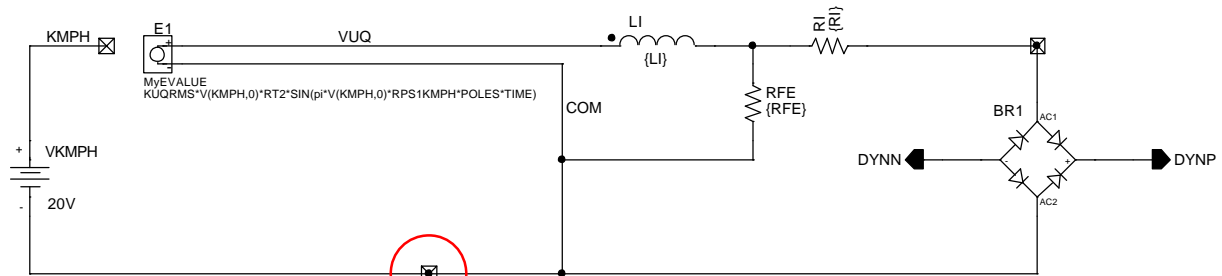 KMPH
E1
+
-
MyEVALUE
KUQRMS*V(KMPH,0)*RT2*SIN(pi*V(KMPH,0)*RPS1KMPH*POLES*TIME)
VUQ
LI
{LI}
RI
{RI}
COM
RFE
{RFE}
BR1
AC1
-
+
AC2
DYNN
DYNP
+
VKMPH
-
20V